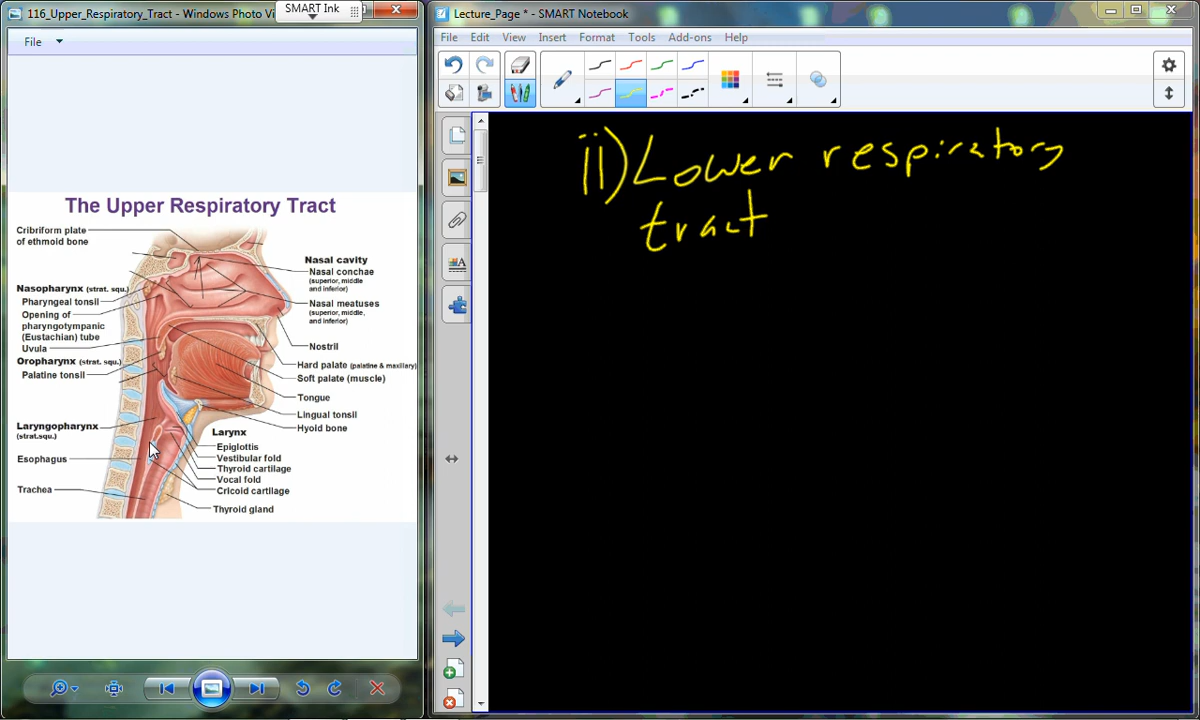 116_Upper_Respiratory_Tract - Windows Photo Vi
SMART Ink
File
The Upper Respiratory Tract
Cribriform plate
of ethmoid bone
Nasopharynx (strat. squ.)
Pharyngeal tonsil
Opening of
pharyngotympanic
(Eustachian) tube
Uvula
Oropharynx (strat. squ.)
Palatine tonsil
Laryngopharynx
(strat.squ.)
Esophagus
Trachea
Nasal cavity
Nasal conchae
(superior, middle
and inferior)
Nasal meatuses
(superior, middle,
and inferior)
Nostril
Hard palate (palatine & maxillary)
Soft palate (muscle)
Tongue
Lingual tonsil
Hyoid bone
Larynx
Epiglottis
Vestibular fold
Thyroid cartilage
Vocal fold
Cricoid cartilage
Thyroid gland
Lecture_Page * - SMART Notebook
File Edit View Insert Format Tools Add-ons Help
ii) Lower respiratory
tract